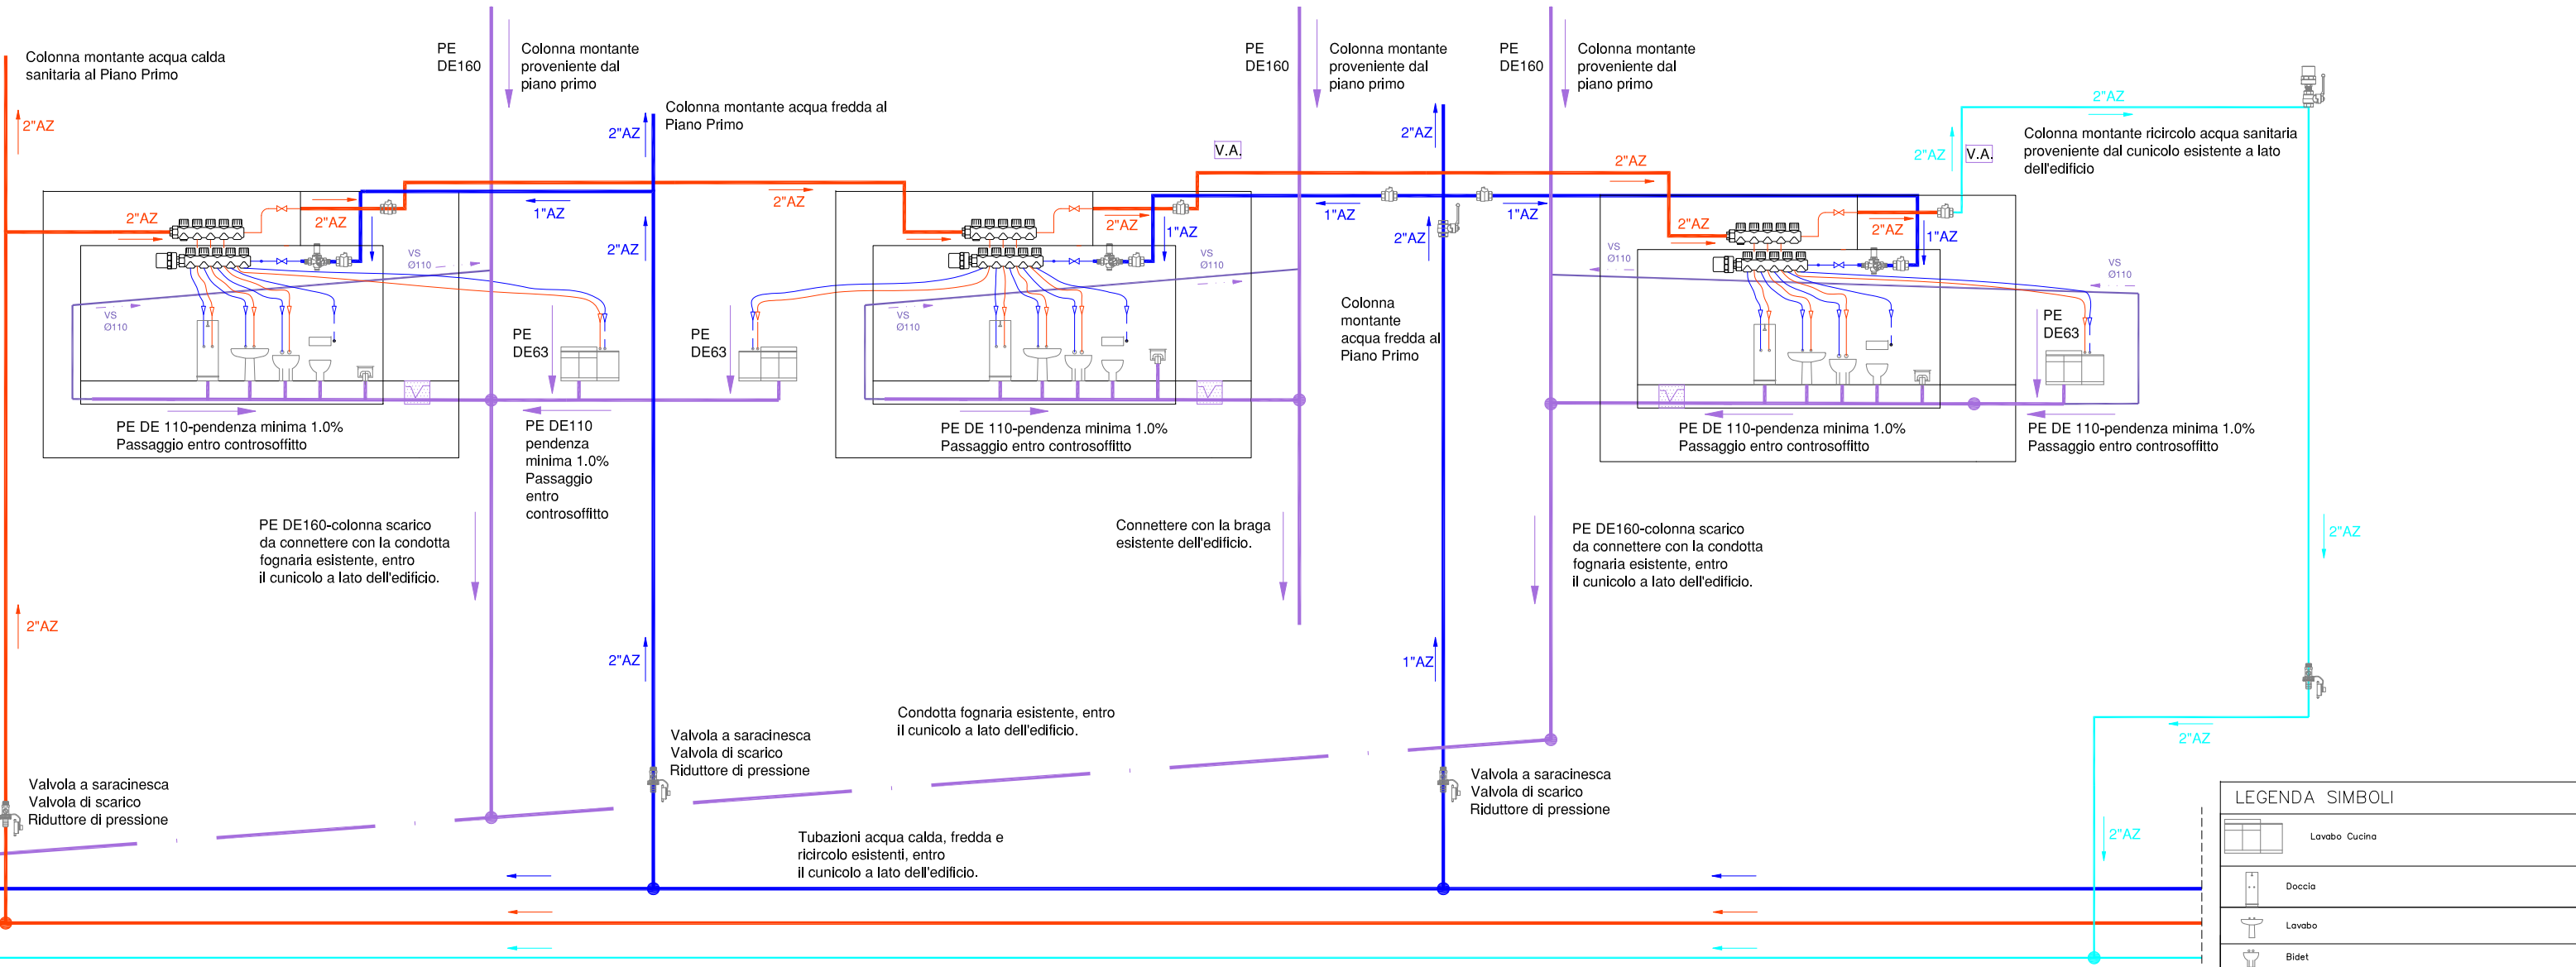 Colonna montante acqua calda
sanitaria al Piano Primo
PE
DE160
Colonna montante
proveniente dal
piano primo
PE
DE160
Colonna montante
proveniente dal
piano primo
PE
DE160
Colonna montante
proveniente dal
piano primo
2"AZ
2"AZ
Colonna montante acqua fredda al
Piano Primo
2"AZ
V.A.
2"AZ
2"AZ
2"AZ
V.A.
Colonna montante ricircolo acqua sanitaria
proveniente dal cunicolo esistente a lato
dell'edificio
2"AZ
2"AZ
2"AZ
1"AZ
2"AZ
2"AZ
1"AZ
1"AZ
1"AZ
2"AZ
2"AZ
2"AZ
2"AZ
1"AZ
2"AZ
VS
Ø110
VS
Ø110
VS
Ø110
VS
Ø110
VS
Ø110
VS
Ø110
Colonna
montante
acqua fredda al
Piano Primo
PE
DE63
PE
DE63
PE
DE63
PE DE 110-pendenza minima 1.0%
Passaggio entro controsoffitto
PE DE110
pendenza
minima 1.0%
Passaggio
entro
controsoffitto
PE DE 110-pendenza minima 1.0%
Passaggio entro controsoffitto
PE DE 110-pendenza minima 1.0%
Passaggio entro controsoffitto
PE DE 110-pendenza minima 1.0%
Passaggio entro controsoffitto
PE DE160-colonna scarico
da connettere con la condotta
fognaria esistente, entro
il cunicolo a lato dell'edificio.
Connettere con la braga
esistente dell'edificio.
PE DE160-colonna scarico
da connettere con la condotta
fognaria esistente, entro
il cunicolo a lato dell'edificio.
2"AZ
2"AZ
2"AZ
1"AZ
Condotta fognaria esistente, entro
il cunicolo a lato dell'edificio.
2"AZ
Valvola a saracinesca
Valvola di scarico
Riduttore di pressione
Valvola a saracinesca
Valvola di scarico
Riduttore di pressione
Valvola a saracinesca
Valvola di scarico
Riduttore di pressione
Tubazioni acqua calda, fredda e
ricircolo esistenti, entro
il cunicolo a lato dell'edificio.
2"AZ
LEGENDA SIMBOLI
Lavabo Cucina
Doccia
Lavabo
Bidet